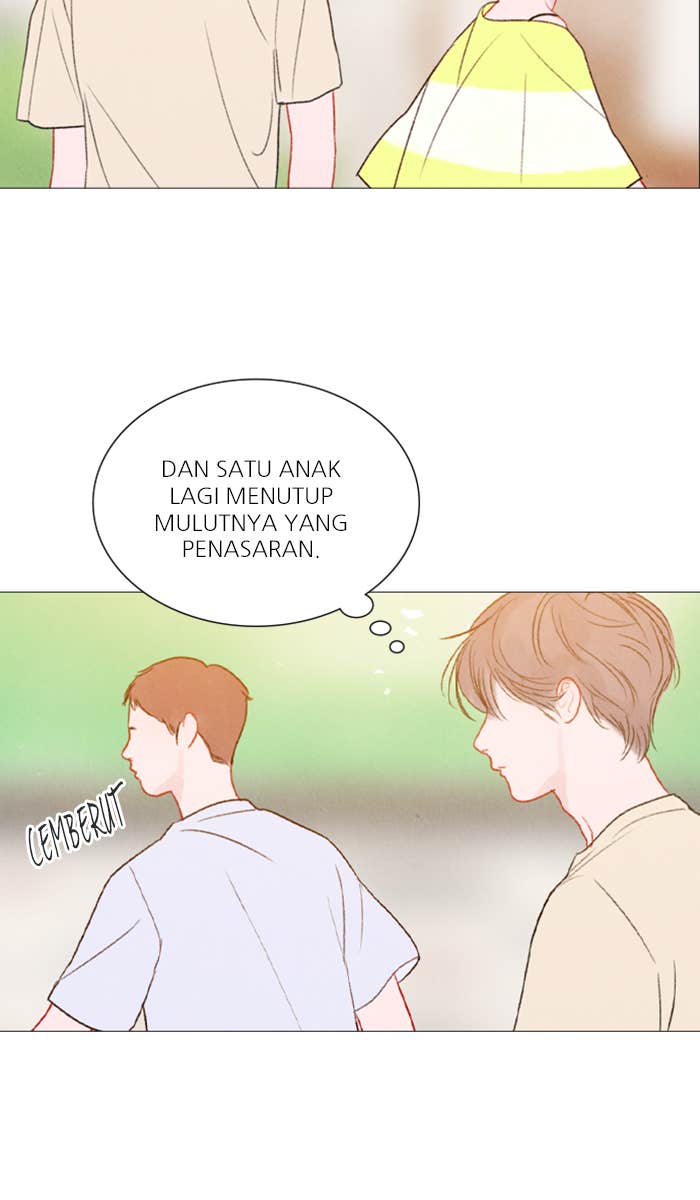 DAN SATU ANAK
LAGI MENUTUP
MULUTNYA YANG
PENASARAN.
CEMBERUT